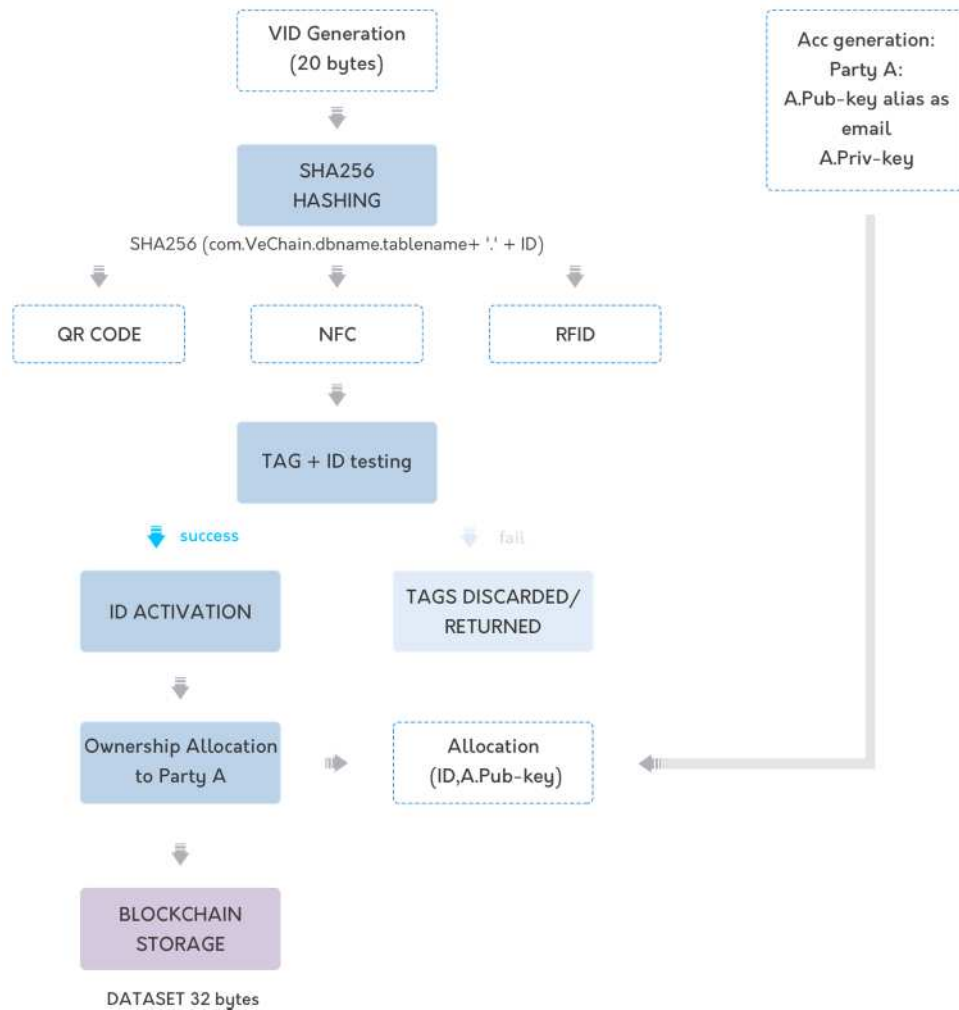 VID Generation
(20 bytes)
Acc generation:
Party A:
A.Pub-key alias as
email
A.Priv-key
SHA256
HASHING
SHA256 (com.VeChain.dbname.tablename+ '.' + ID)
QR CODE
NFC
RFID
TAG + ID testing
success
fail
ID ACTIVATION
TAGS DISCARDED/
RETURNED
Ownership Allocation
to Party A
Allocation
(ID,A.Pub-key)
BLOCKCHAIN
STORAGE
DATASET 32 bytes